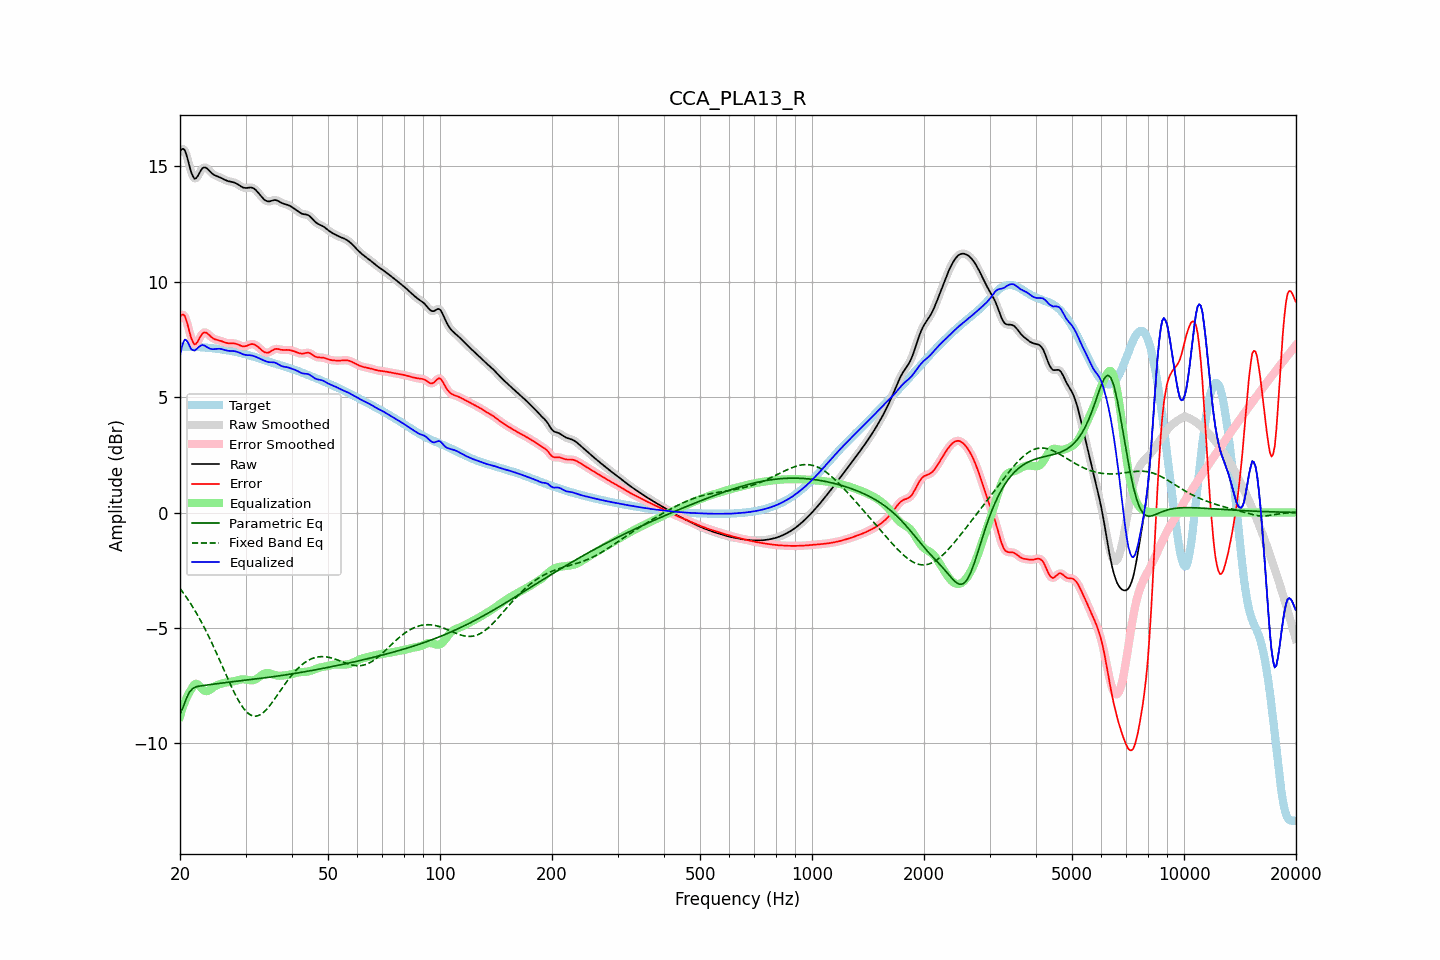 CCA_PLA13_R
Amplitude (dBr)
15
10
5
0
−5
−10
Target
Raw Smoothed
Error Smoothed
Raw
Error
Equalization
Parametric Eq
Fixed Band Eq
Equalized
20 50 100 200 500 1000 2000 5000 10000 20000
Frequency (Hz)